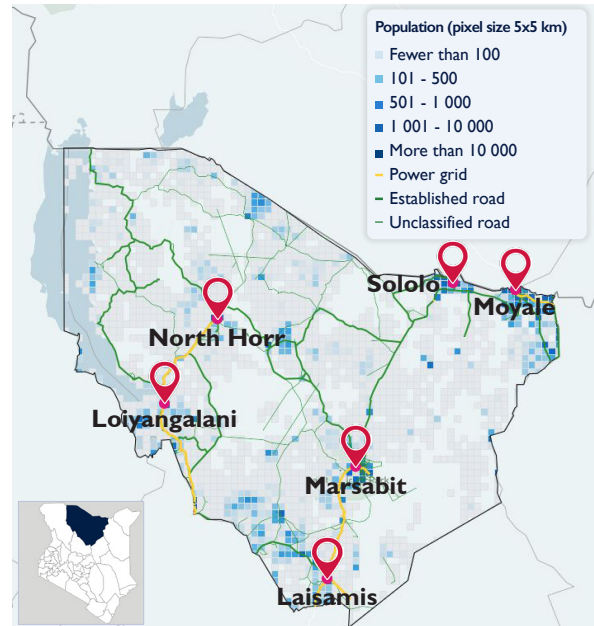 Population (pixel size 5x5 km)
Fewer than 100
101 - 500
501 - 1 000
1 001 - 10 000
More than 10 000
Power grid
Established road
Unclassified road
Sololo
Moyale
North Horr
Loiyangalani
Marsabit
Laisamis